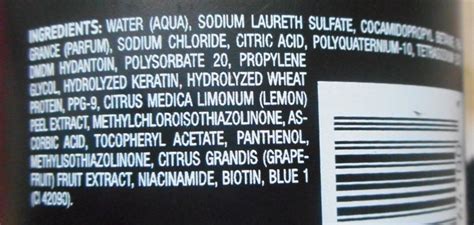 INGREDIENTS: WATER (AQUA), SODIUM LAURETH SULFATE, COCAMIDOPROPYL BETAINE,
GRANCE (PARFUM), SODIUM CHLORIDE, CITRIC ACID, POLYQUATERNIUM-10,
DMDM HYDANTOIN, POLYSORBATE 20, PROPYLENE
GLYCOL, HYDROLYZED KERATIN, HYDROLYZED WHEAT
PROTEIN, PPG-9, CITRUS MEDICA LIMONUM (LEMON)
PEEL EXTRACT, METHYLCHLOROISOTHIAZOLINONE, AS-
CORBIC ACID, TOCOPHERYL ACETATE, PANTHENOL,
METHYLISOTHIAZOLINONE, CITRUS GRANDIS (GRAPE-
FRUIT) FRUIT EXTRACT, NIACINAMIDE, BIOTIN, BLUE 1
(CI 42090).